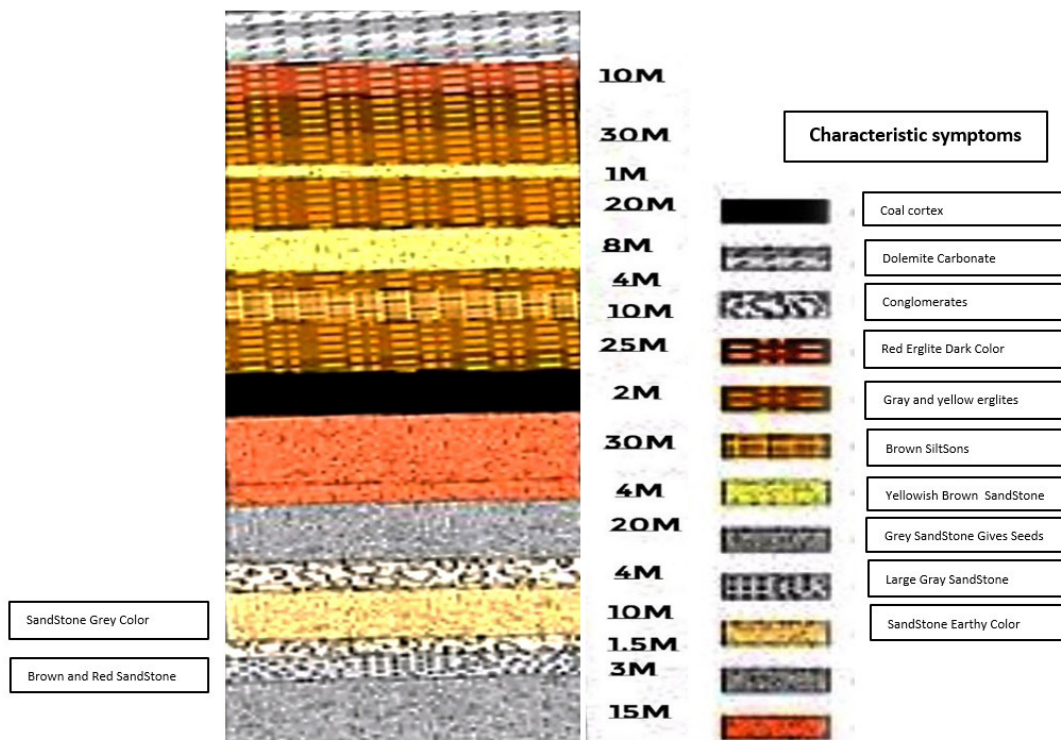 10M
30M
1M
20M
8M
4M
10M
25M
2M
30M
4M
20M
4M
10M
1.5M
3M
15M
Characteristic symptoms
Coal cortex
Dolemite Carbonate
Conglomerates
Red Erglite Dark Color
Gray and yellow erglites
Brown SiltSons
Yellowish Brown SandStone
Grey SandStone Gives Seeds
Large Gray SandStone
SandStone Earthy Color
SandStone Grey Color
Brown and Red SandStone